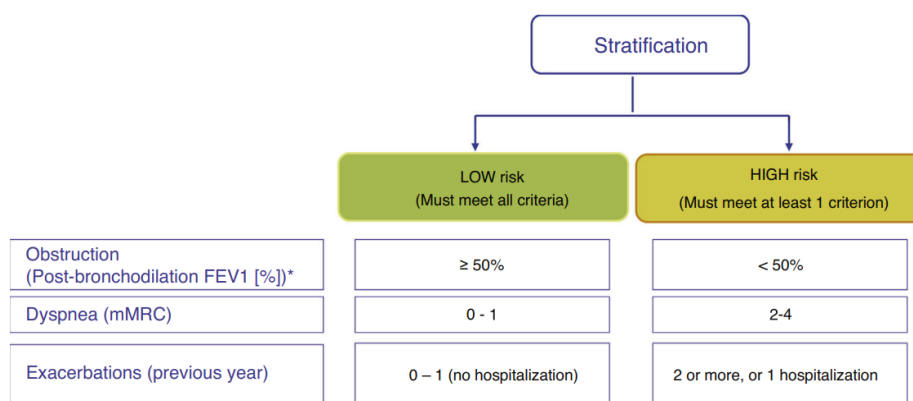 Stratification
LOW risk
(Must meet all criteria)
HIGH risk
(Must meet at least 1 criterion)
Obstruction
(Post-bronchodilation FEV1 [%])*
≥ 50%
< 50%
Dyspnea (mMRC)
0 - 1
2-4
Exacerbations (previous year)
0 – 1 (no hospitalization)
2 or more, or 1 hospitalization